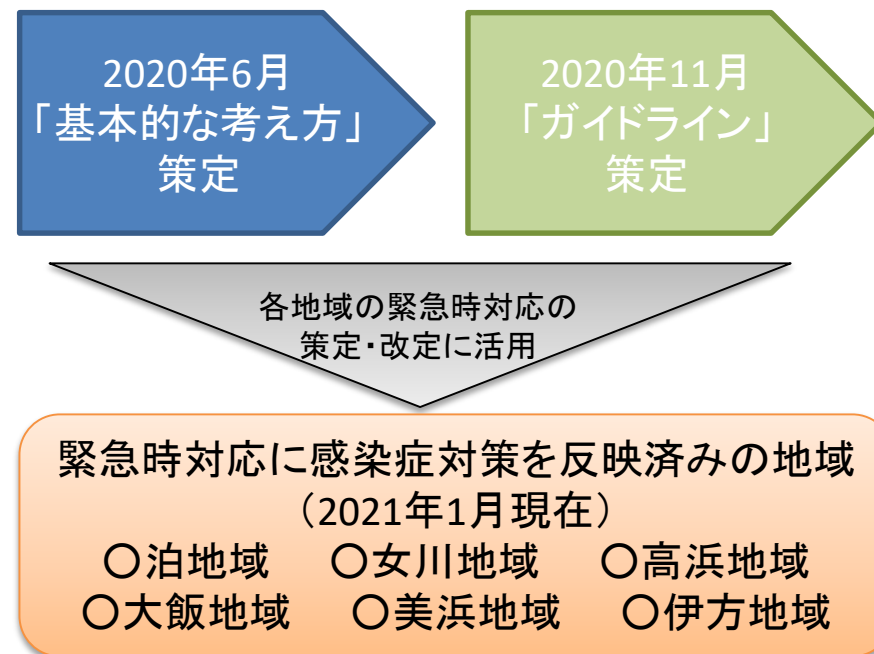 2020年6月
「基本的な考え方」
策定
2020年11月
「ガイドライン」
策定
各地域の緊急時対応の
策定・改定に活用
緊急時対応に感染症対策を反映済みの地域
（2021年1月現在）
〇泊地域　〇女川地域　〇高浜地域
〇大飯地域　〇美浜地域　〇伊方地域